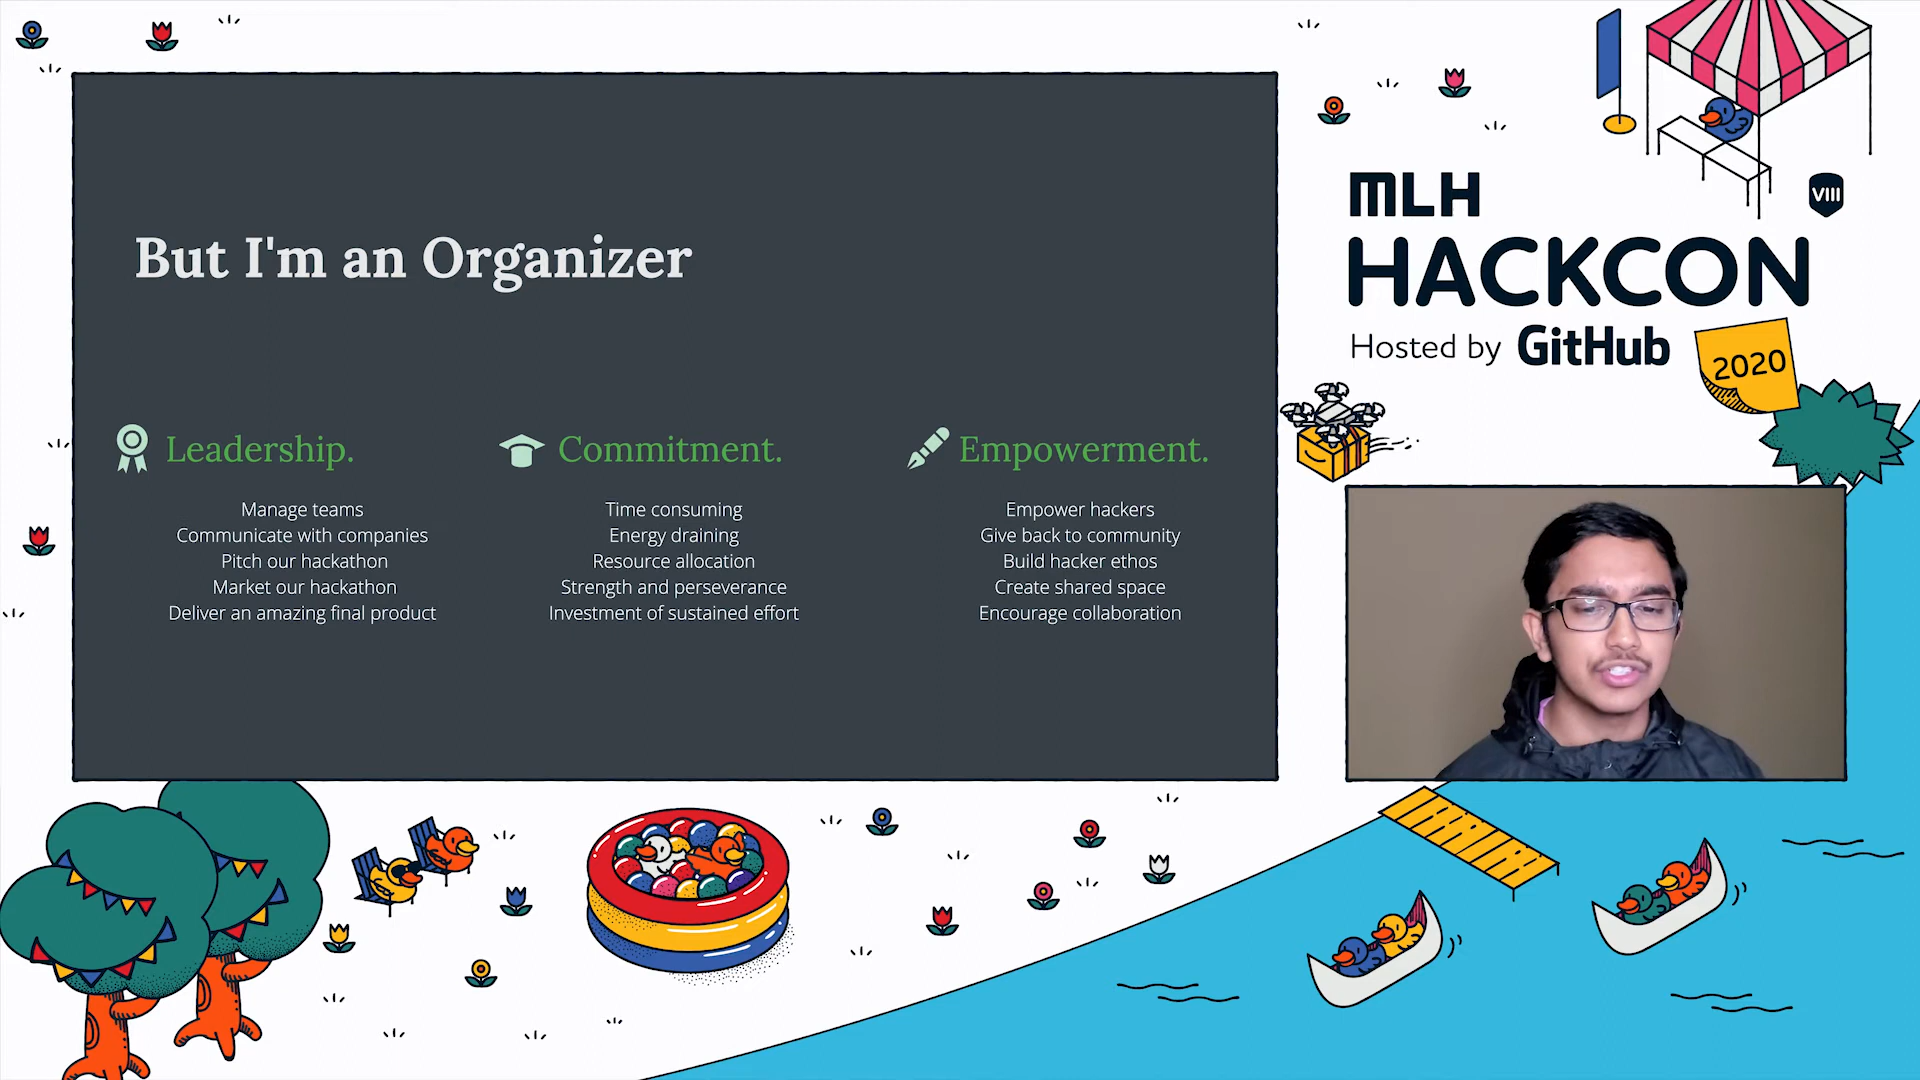 But I'm an Organizer
Leadership.
Manage teams
Communicate with companies
Pitch our hackathon
Market our hackathon
Deliver an amazing final product
Commitment.
Time consuming
Energy draining
Resource allocation
Strength and perseverance
Investment of sustained effort
Empowerment.
Empower hackers
Give back to community
Build hacker ethos
Create shared space
Encourage collaboration
MLH
VIII
HACKCON
Hosted by GitHub
2020